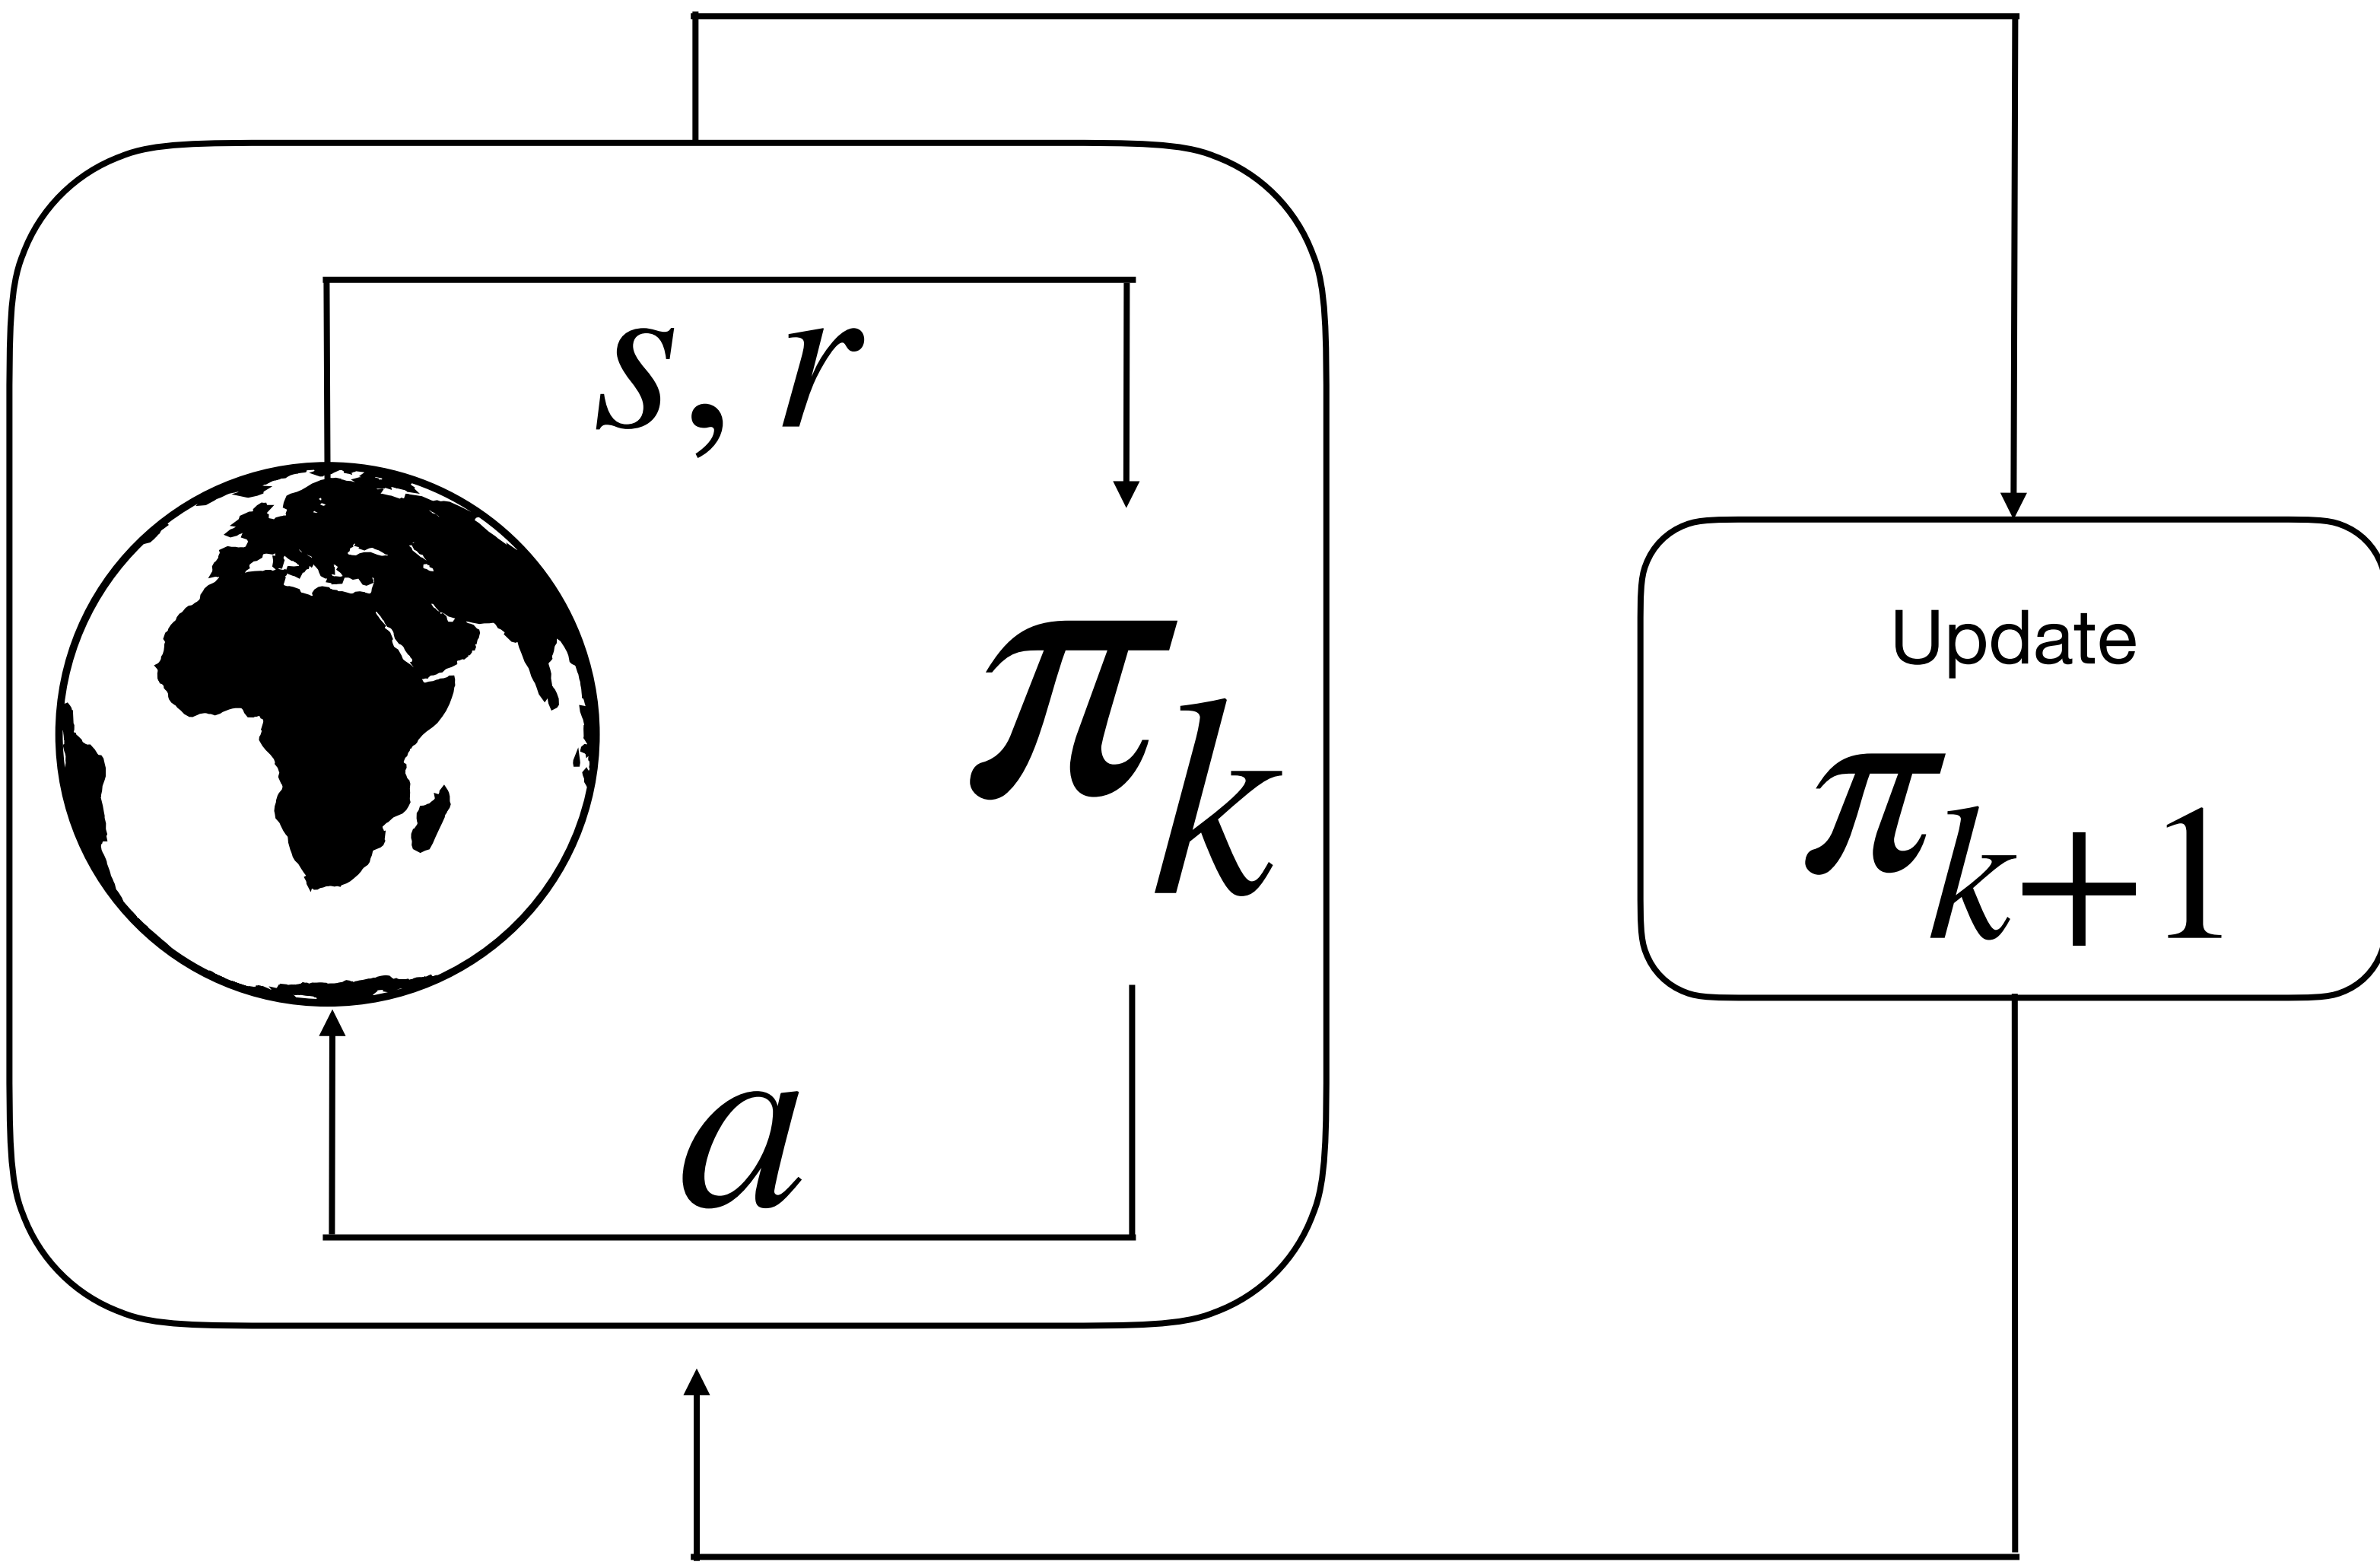 s, r
π_k
a
Update
π_{k+1}